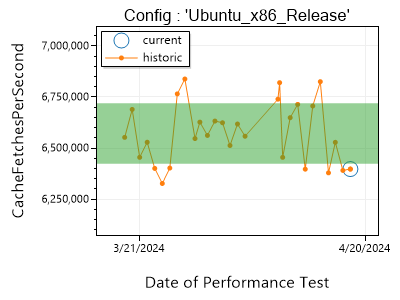 Config : 'Ubuntu_x86_Release'
current
historic
7,000,000
6,750,000
6,500,000
6,250,000
CacheFetchesPerSecond
3/21/2024
4/20/2024
Date of Performance Test